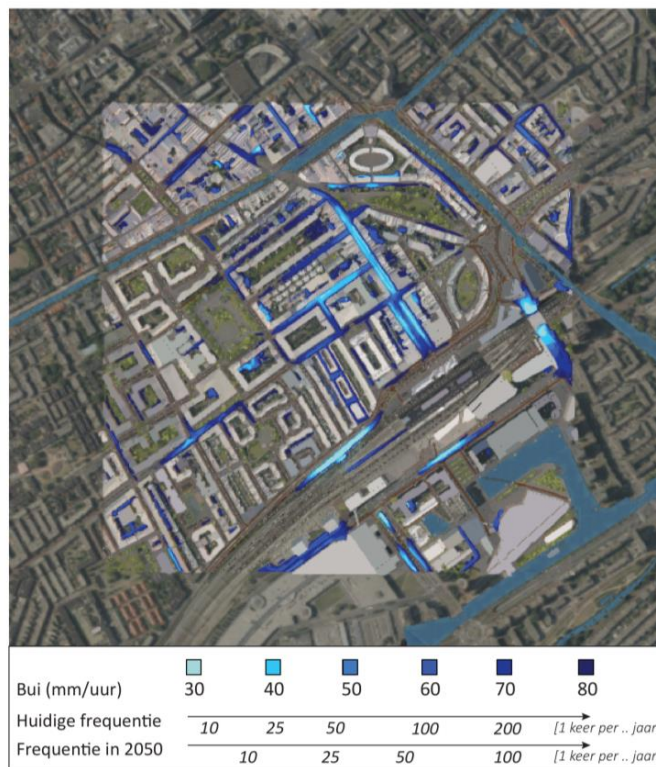 Bui (mm/uur) 30 40 50 60 70 80
Huidige frequentie 10 25 50 100 200 [1 keer per .. jaar
Frequentie in 2050 10 25 50 100 [1 keer per .. jaar